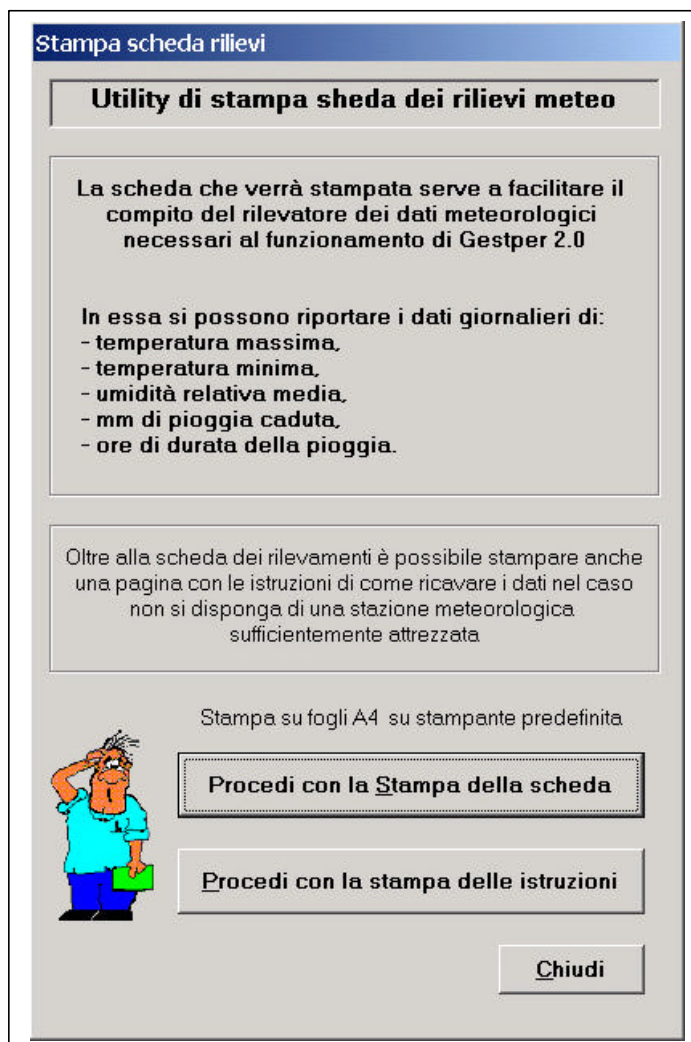 Stampa scheda rilievi
Utility di stampa sheda dei rilievi meteo
La scheda che verrà stampata serve a facilitare il
compito del rilevatore dei dati meteorologici
necessari al funzionamento di Gestper 2.0
In essa si possono riportare i dati giornalieri di:
- temperatura massima,
- temperatura minima,
- umidità relativa media,
- mm di pioggia caduta,
- ore di durata della pioggia.
Oltre alla scheda dei rilevamenti è possibile stampare anche
una pagina con le istruzioni di come ricavare i dati nel caso
non si disponga di una stazione meteorologica
sufficientemente attrezzata
Stampa su fogli A4 su stampante predefinita
Procedi con la Stampa della scheda
Procedi con la stampa delle istruzioni
Chiudi